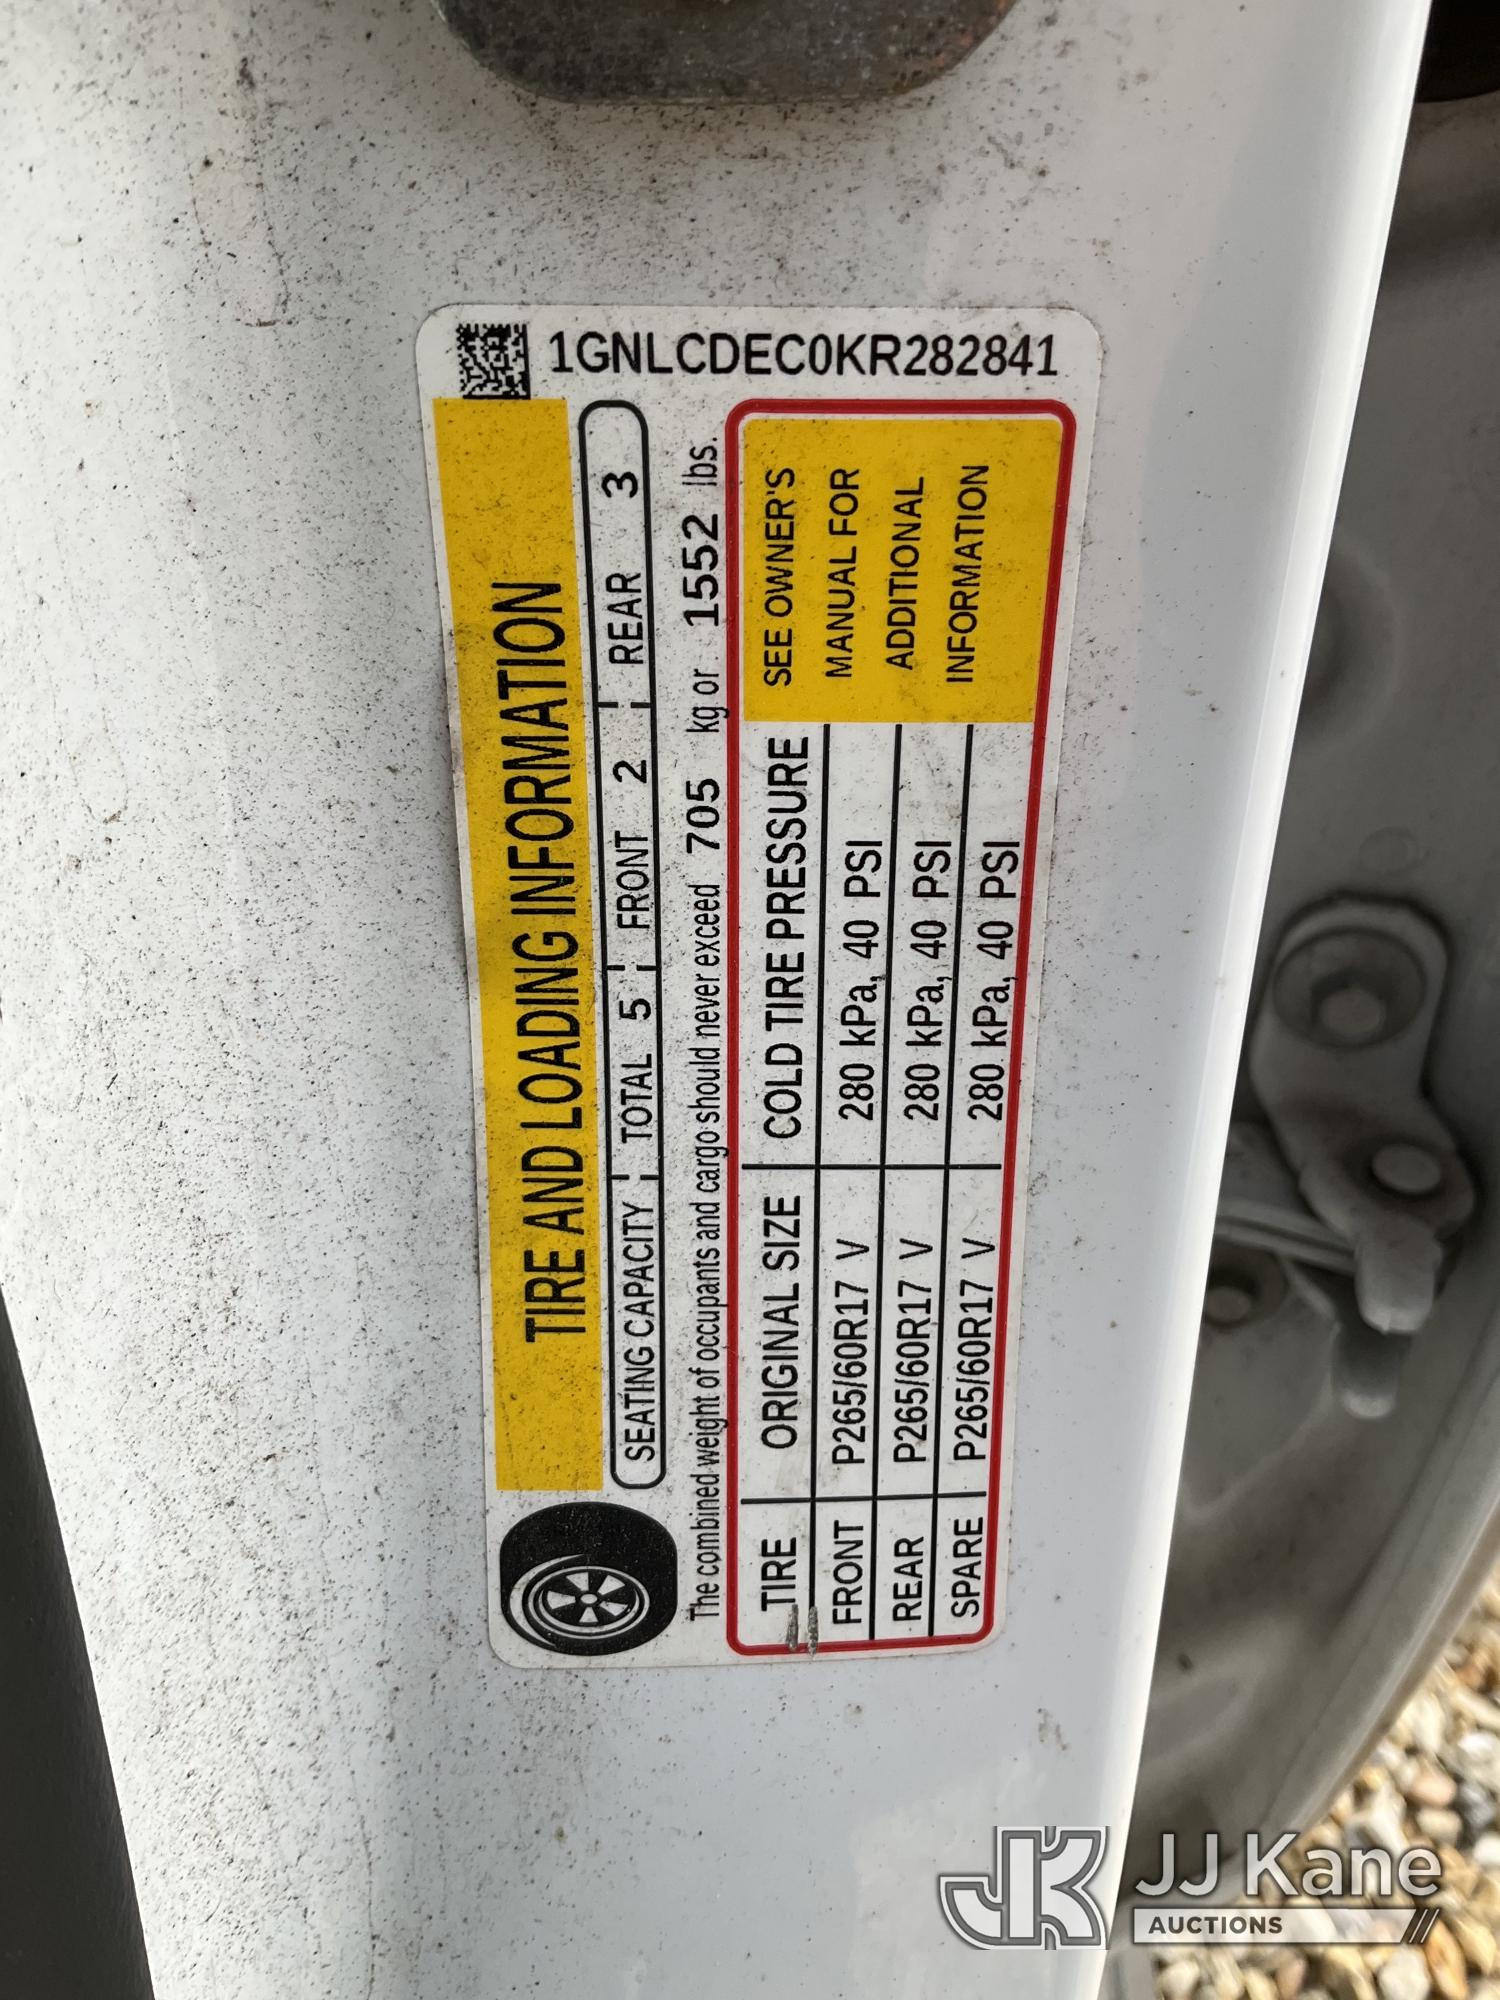 1GNLCDEC0KR282841
TIRE AND LOADING INFORMATION
SEATING CAPACITY TOTAL 5 FRONT 2 REAR 3
The combined weight of occupants and cargo should never exceed 705 kg or 1552 lbs.
TIRE ORIGINAL SIZE COLD TIRE PRESSURE
FRONT P265/60R17 V 280 kPa, 40 PSI
REAR P265/60R17 V 280 kPa, 40 PSI
SPARE P265/60R17 V 280 kPa, 40 PSI
SEE OWNER'S
MANUAL FOR
ADDITIONAL
INFORMATION
JK JJ Kane
AUCTIONS